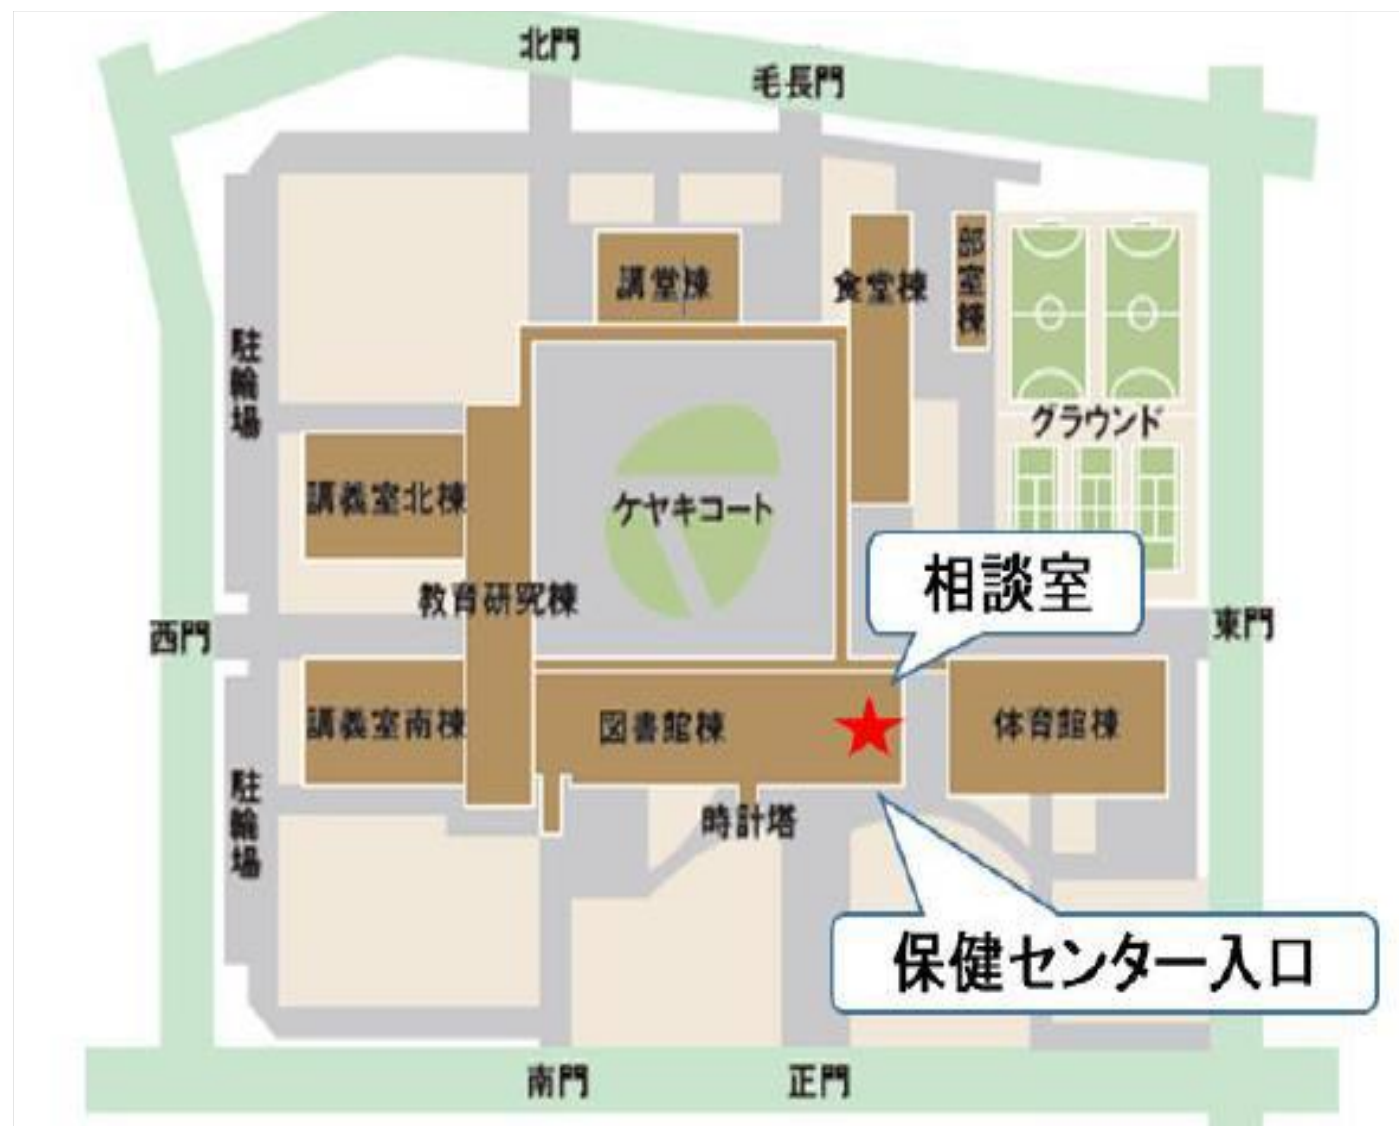 北門
毛長門
講堂棟
食堂棟
部室棟
駐輪場
グラウンド
講義室北棟
ケヤキコート
相談室
教育研究棟
西門
東門
講義室南棟
図書館棟
体育館棟
駐輪場
時計塔
保健センター入口
南門
正門